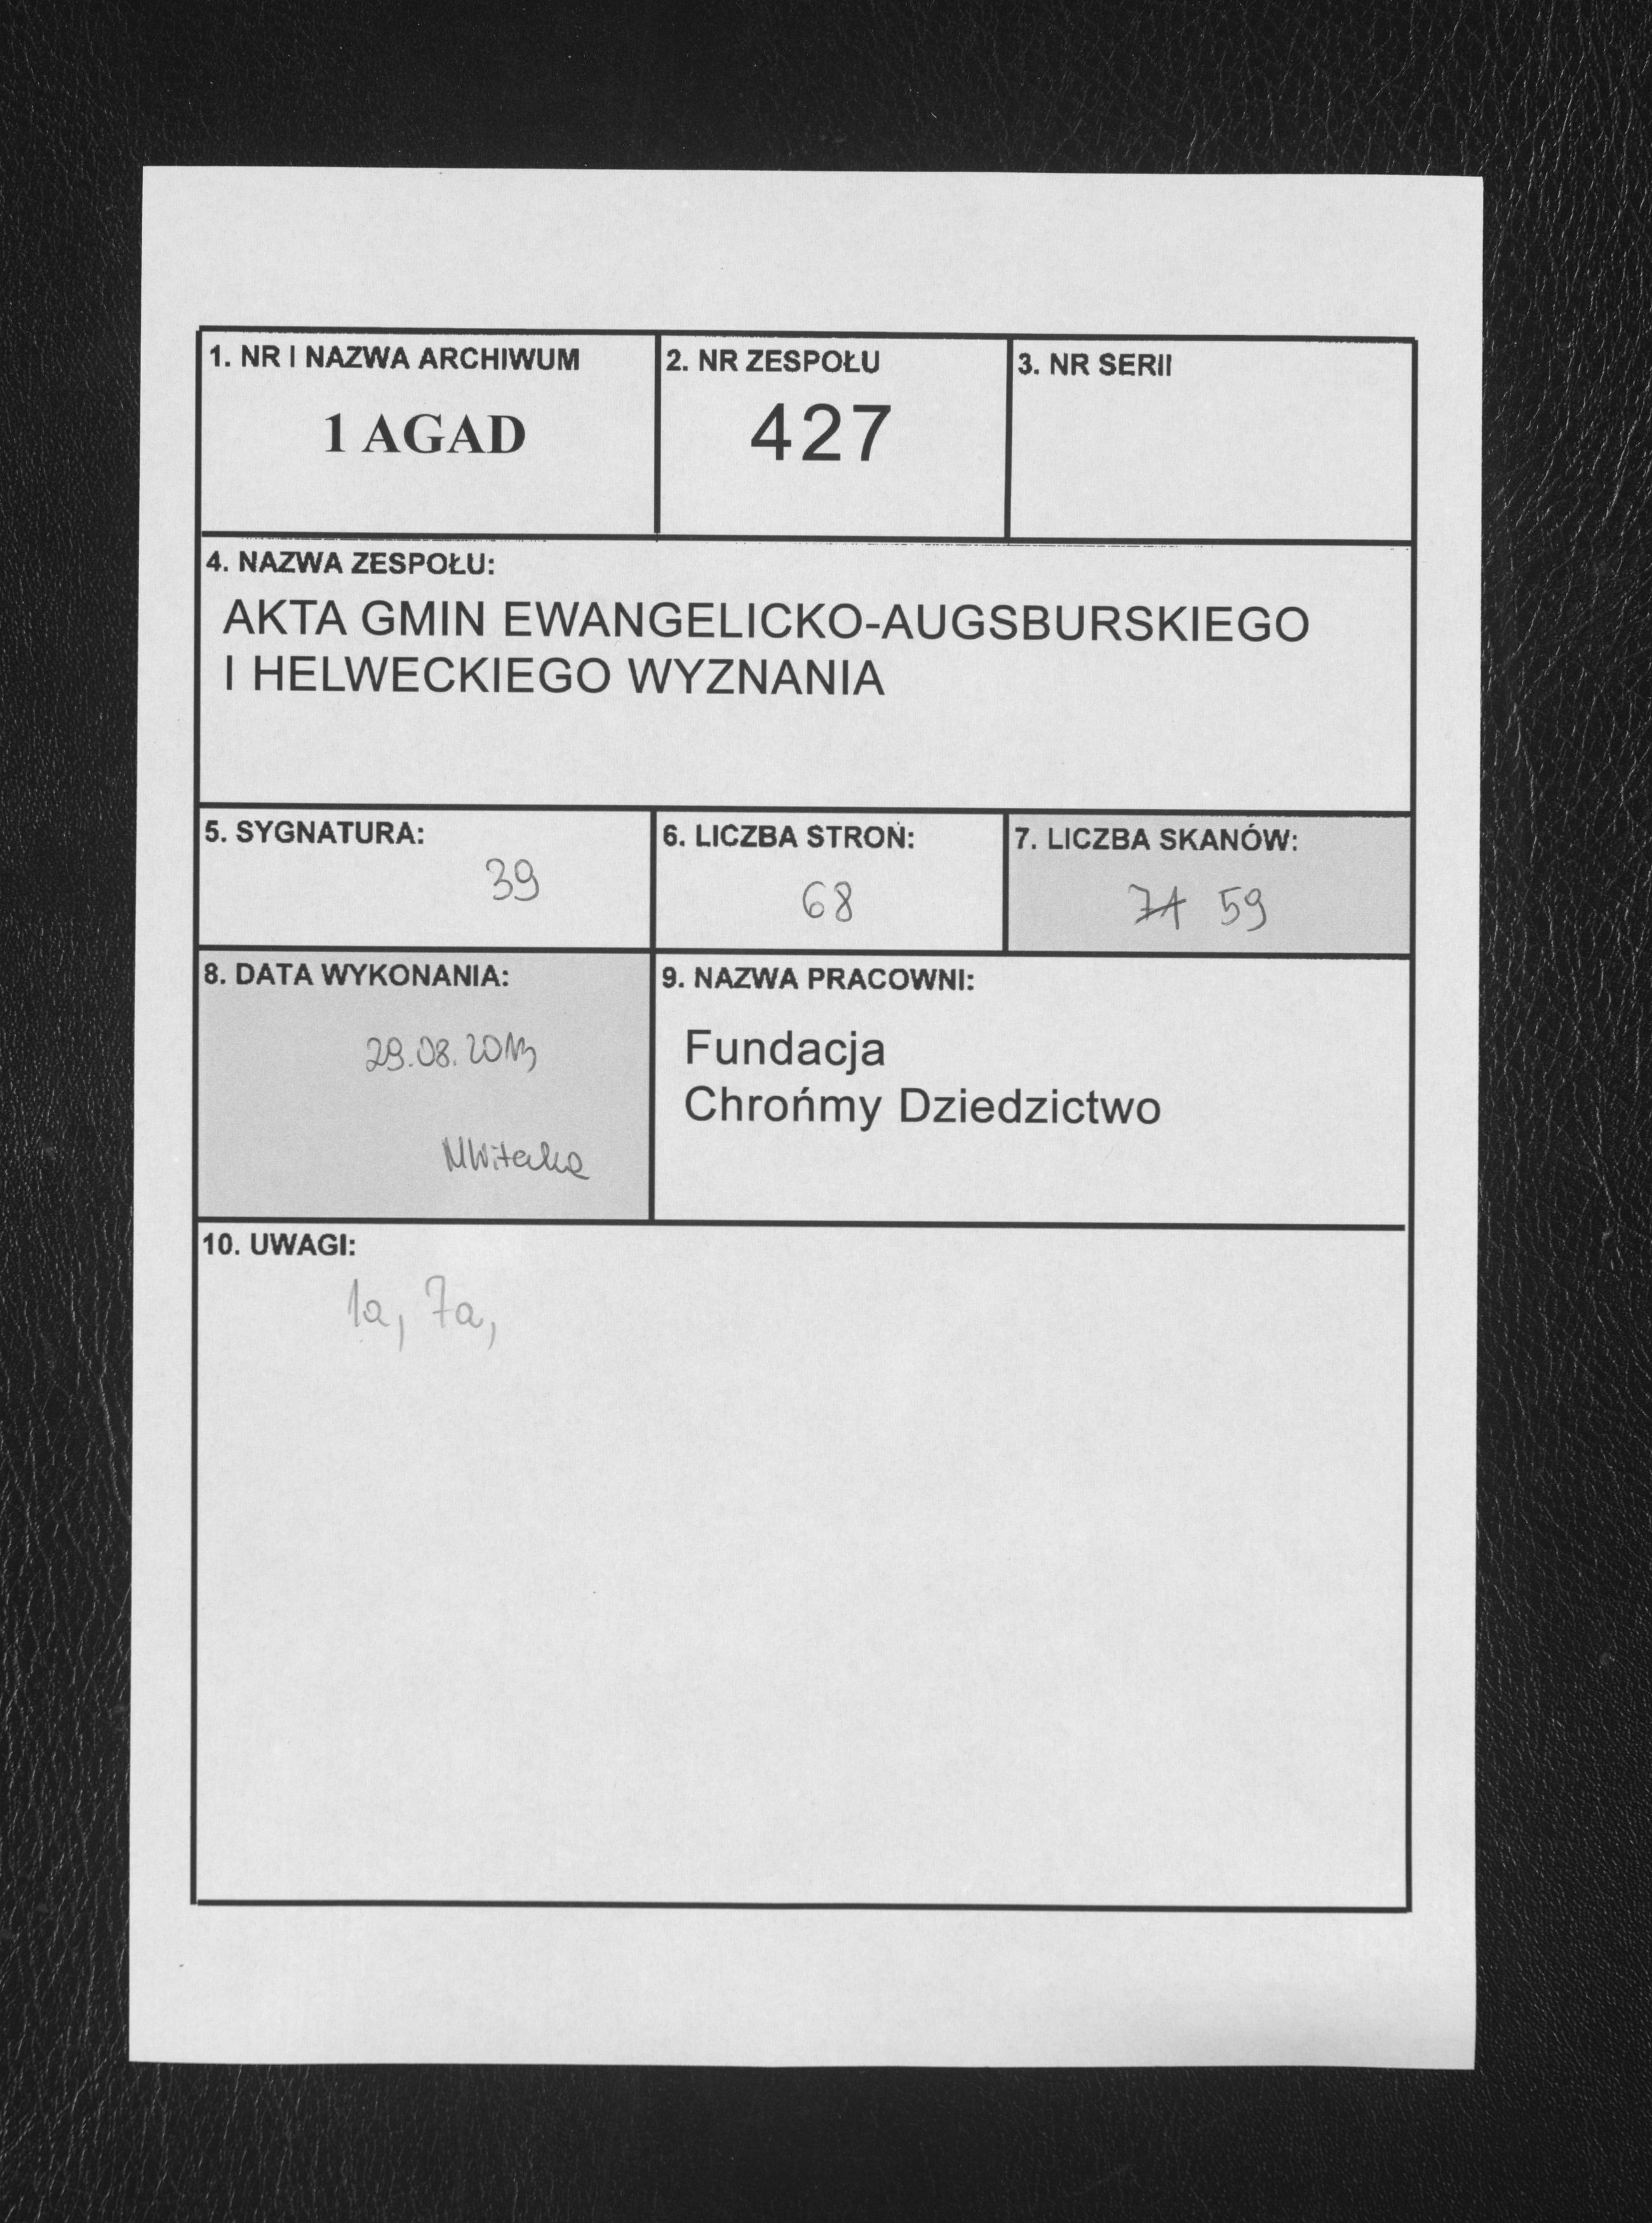 1. NR I NAZWA ARCHIWUM
1 AGAD
2. NR ZESPOŁU
427
3. NR SERII
4. NAZWA ZESPOŁU:
AKTA GMIN EWANGELICKO-AUGSBURSKIEGO
I HELWECKIEGO WYZNANIA
5. SYGNATURA:
39
6. LICZBA STRON:
68
7. LICZBA SKANÓW:
71 59
8. DATA WYKONANIA:
29.08.2013
9. NAZWA PRACOWNI:
Fundacja
Chrońmy Dziedzictwo
10. UWAGI:
1a, 7a,